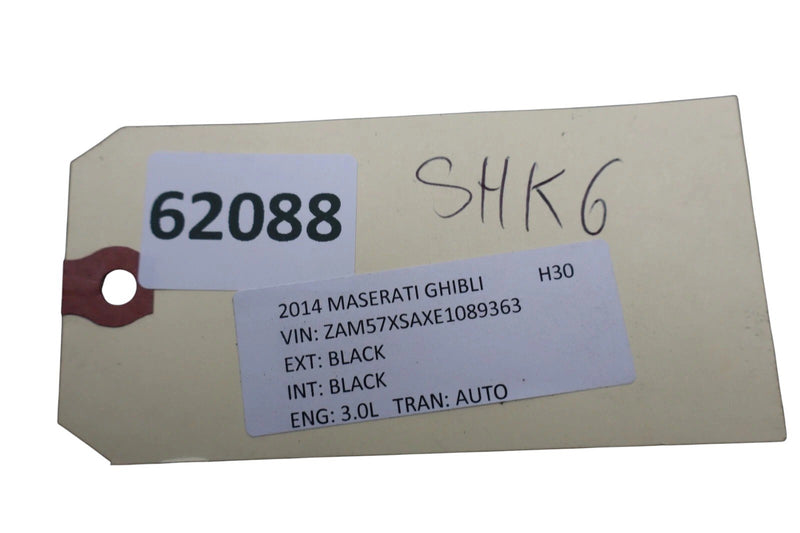 62088
SHK6
2014 MASERATI GHIBLI H30
VIN: ZAM57XSAXE1089363
EXT: BLACK
INT: BLACK
ENG: 3.0L TRAN: AUTO